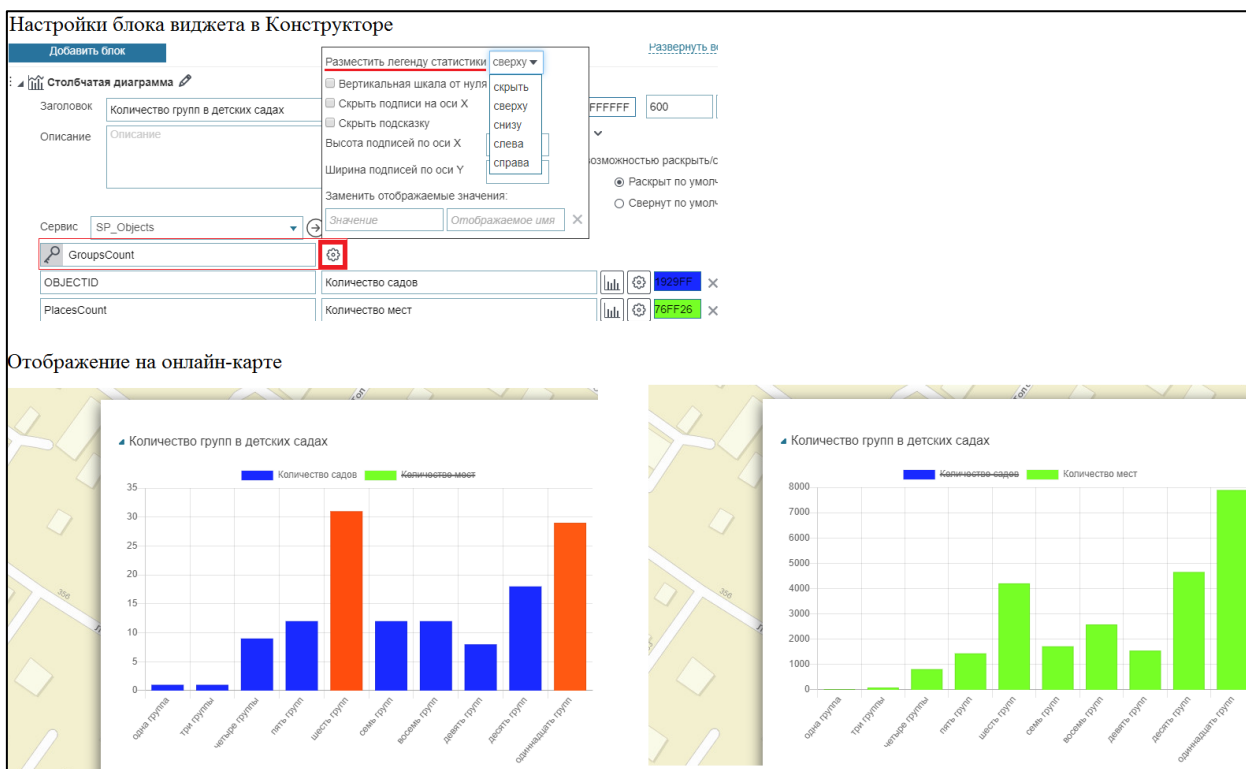 Настройки блока виджета в Конструкторе
Добавить блок
Развернуть
Столбчатая диаграмма
Разместить легенду статистики сверху
скрыть
сверху
снизу
слева
справа
Вертикальная шкала от нуля
Скрыть подписи на оси X
Скрыть подсказку
Высота подписей по оси X
Ширина подписей по оси Y
Заменить отображаемые значения:
Значение Отображаемое имя
Заголовок Количество групп в детских садах
FFFFFF 600
Описание Описание
возможностью раскрыть/с
Раскрыт по умолч
Свернут по умолч
Сервис SP_Objects
GroupsCount
OBJECTID Количество садов 1929FF
PlacesCount Количество мест 76FF26
Отображение на онлайн-карте
Количество групп в детских садах
Количество садов Количество мест
35
30
25
20
15
10
5
0
одна группа
три группы
четыре группы
пять групп
шесть групп
семь групп
восемь групп
девять групп
десять групп
одиннадцать групп
356
Количество групп в детских садах
Количество садов Количество мест
8000
7000
6000
5000
4000
3000
2000
1000
0
одна группа
три группы
четыре группы
пять групп
шесть групп
семь групп
восемь групп
девять групп
десять групп
одиннадцать групп
356